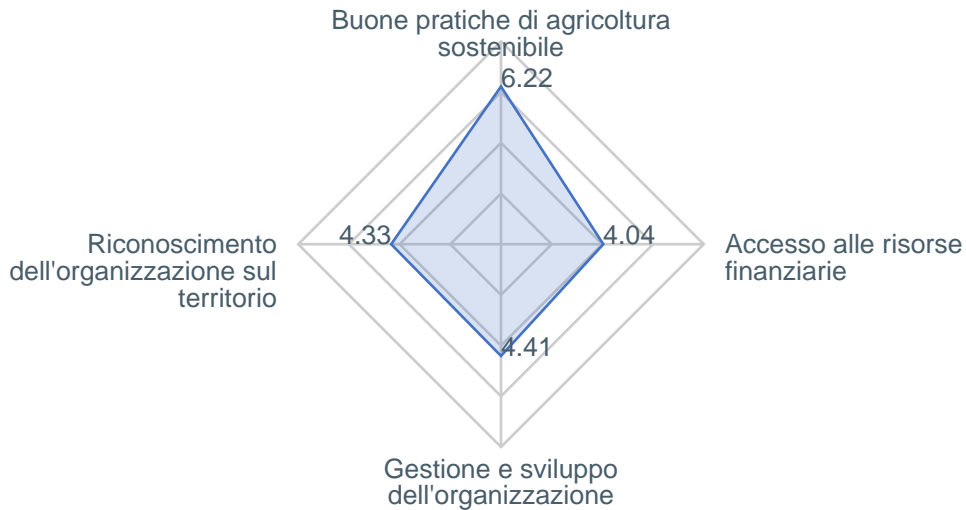 Buone pratiche di agricoltura
sostenibile
6.22
Riconoscimento
dell'organizzazione sul
territorio
4.33
4.04
Accesso alle risorse
finanziarie
4.41
Gestione e sviluppo
dell'organizzazione